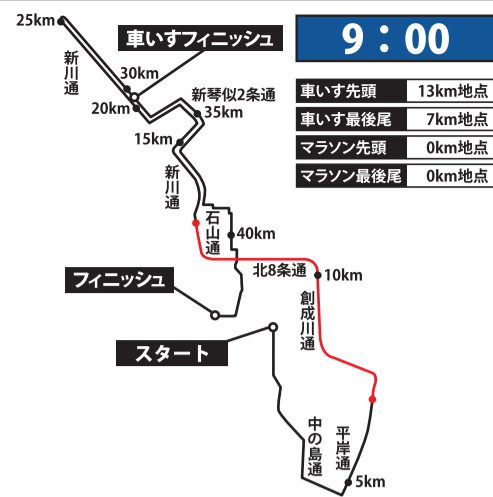 25km
車いすフィニッシュ
9：00
新川通
30km
20km
新琴似2条通
35km
車いす先頭 13km地点
車いす最後尾 7km地点
マラソン先頭 0km地点
マラソン最後尾 0km地点
15km
新川通
石山通
40km
北8条通
10km
フィニッシュ
創成川通
スタート
中の島通
平岸通
5km